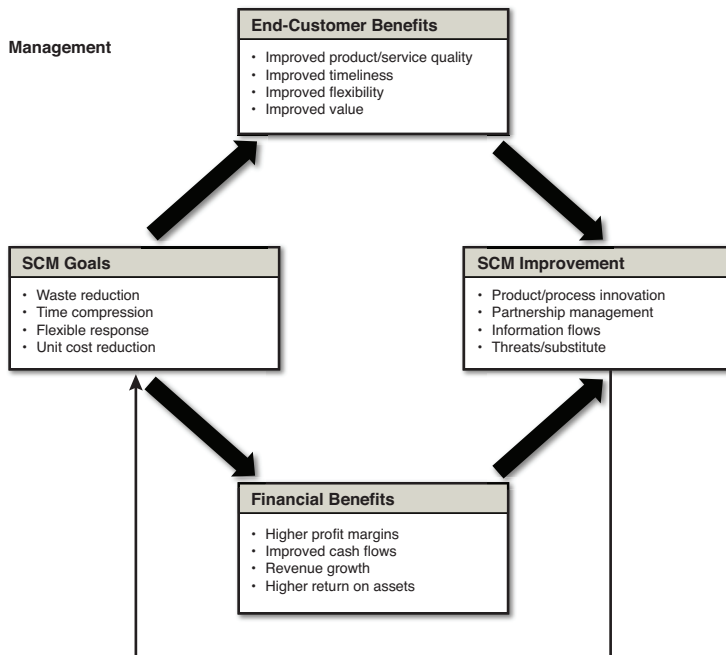 Management
End-Customer Benefits
• Improved product/service quality
• Improved timeliness
• Improved flexibility
• Improved value
SCM Goals
• Waste reduction
• Time compression
• Flexible response
• Unit cost reduction
SCM Improvement
• Product/process innovation
• Partnership management
• Information flows
• Threats/substitute
Financial Benefits
• Higher profit margins
• Improved cash flows
• Revenue growth
• Higher return on assets